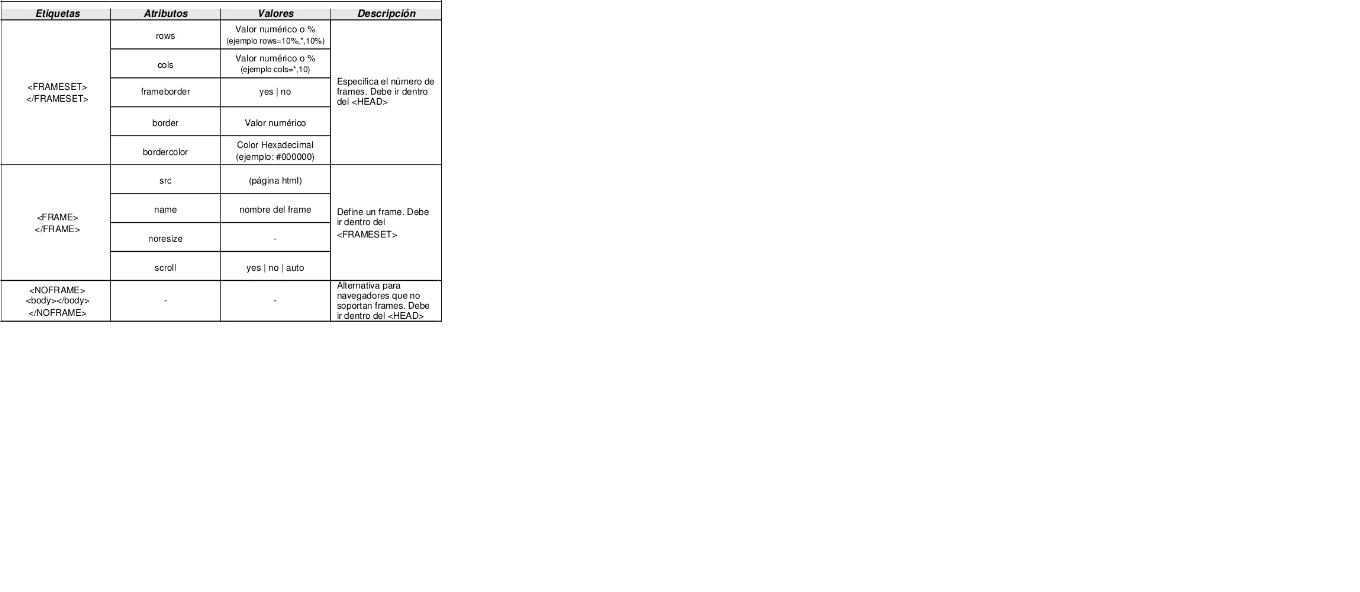 Etiquetas Atributos Valores Descripción
<FRAMESET>
</FRAMESET>
rows
Valor numérico o %
(ejemplo rows=10%,*,10%)
cols
Valor numérico o %
(ejemplo cols=*,10)
frameborder
yes | no
border
Valor numérico
bordercolor
Color Hexadecimal
(ejemplo: #000000)
Especifica el número de
frames. Debe ir dentro
del <HEAD>
<FRAME>
</FRAME>
src
(página html)
name
nombre del frame
noresize
-
scroll
yes | no | auto
Define un frame. Debe
ir dentro del
<FRAMESET>
<NOFRAME>
<body></body>
</NOFRAME>
-
-
Alternativa para
navegadores que no
soportan frames. Debe
ir dentro del <HEAD>